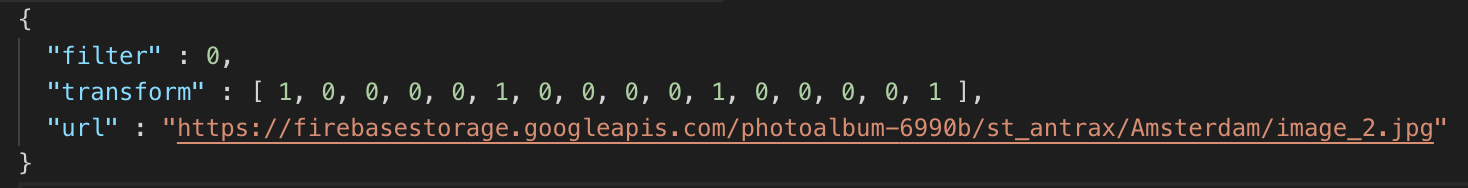 {
"filter" : 0,
"transform" : [ 1, 0, 0, 0, 0, 1, 0, 0, 0, 0, 1, 0, 0, 0, 0, 1 ],
"url" : "https://firebasestorage.googleapis.com/photoalbum-6990b/st_antrax/Amsterdam/image_2.jpg"
}